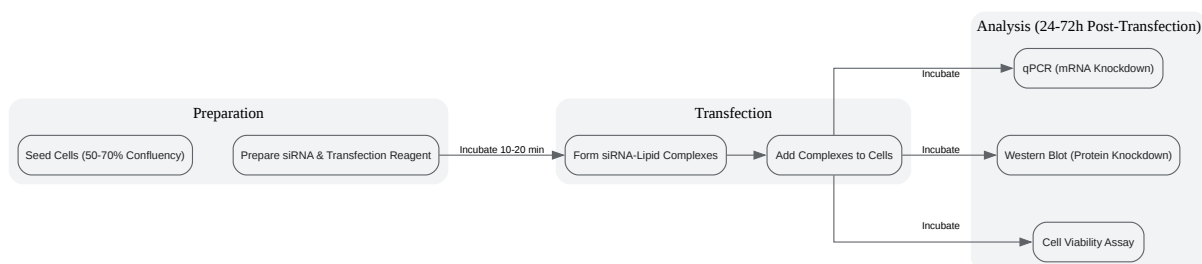 Preparation
Seed Cells (50-70% Confluency)
Prepare siRNA & Transfection Reagent
Incubate 10-20 min
Transfection
Form siRNA-Lipid Complexes
Add Complexes to Cells
Incubate
Incubate
Incubate
Analysis (24-72h Post-Transfection)
qPCR (mRNA Knockdown)
Western Blot (Protein Knockdown)
Cell Viability Assay